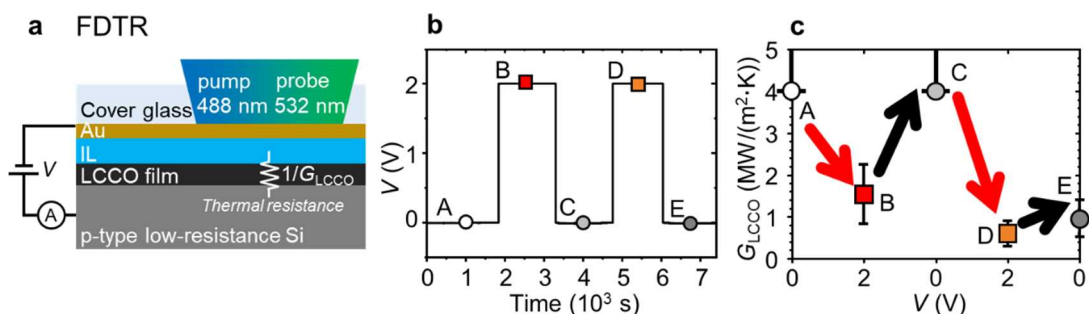 a FDTR
pump probe
488 nm 532 nm
Cover glass
Au
IL
LCCO film
1/G_LCCO
Thermal resistance
p-type low-resistance Si
V
A
b
V (V)
2
1
0
B
D
A
C
E
0 1 2 3 4 5 6 7
Time (10³ s)
c
G_LCCO (MW/(m²·K))
5
4
3
2
1
0
A
B
C
D
E
0 2 0 2 0
V (V)